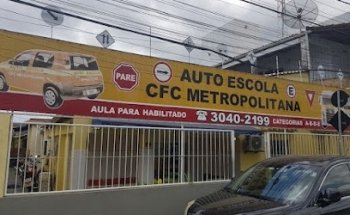 PARE
AUTO ESCOLA
CFC METROPOLITANA
E
AULA PARA HABILITADO ☎ 3040-2199 CATEGORIAS A-B-D-E